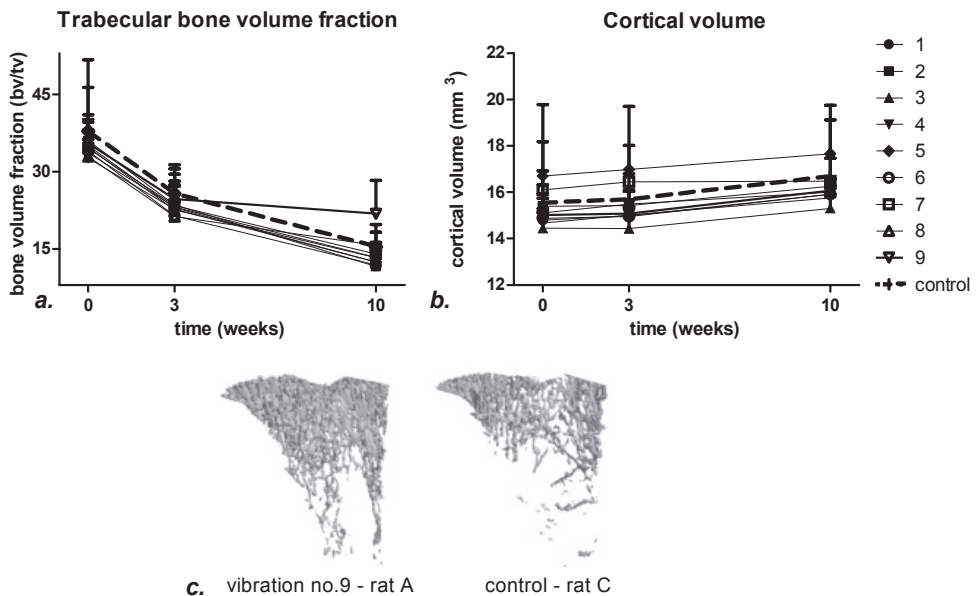 Trabecular bone volume fraction
bone volume fraction (bv/tv)
45
30
15
0
3
10
time (weeks)
a.
Cortical volume
cortical volume (mm 3)
22
20
18
16
14
12
0
3
10
time (weeks)
b.
1
2
3
4
5
6
7
8
9
control
c. vibration no.9 - rat A
control - rat C